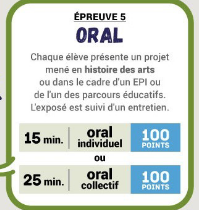 ÉPREUVE 5
ORAL
Chaque élève présente un projet
mené en histoire des arts
ou dans le cadre d'un EPI ou
de l'un des parcours éducatifs.
L'exposé est suivi d'un entretien.
15 min. oral individuel 100 POINTS
ou
25 min. oral collectif 100 POINTS